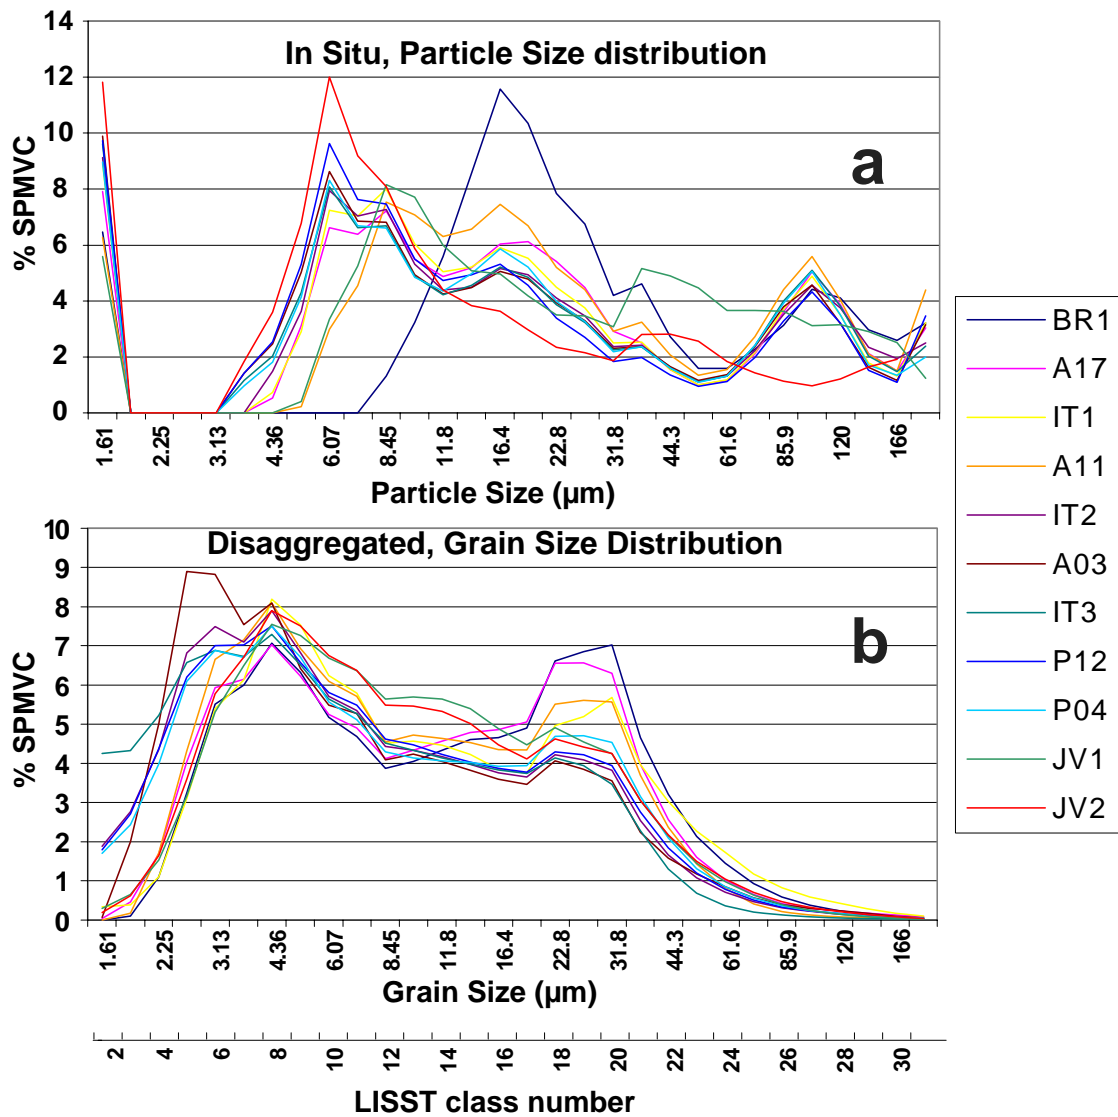 In Situ, Particle Size distribution
a
% SPMVC
14
12
10
8
6
4
2
0
1.61 2.25 3.13 4.36 6.07 8.45 11.8 16.4 22.8 31.8 44.3 61.6 85.9 120 166
Particle Size (µm)
Disaggregated, Grain Size Distribution
b
% SPMVC
10
9
8
7
6
5
4
3
2
1
0
1.61 2.25 3.13 4.36 6.07 8.45 11.8 16.4 22.8 31.8 44.3 61.6 85.9 120 166
Grain Size (µm)
2 4 6 8 10 12 14 16 18 20 22 24 26 28 30
LISST class number
BR1
A17
IT1
A11
IT2
A03
IT3
P12
P04
JV1
JV2